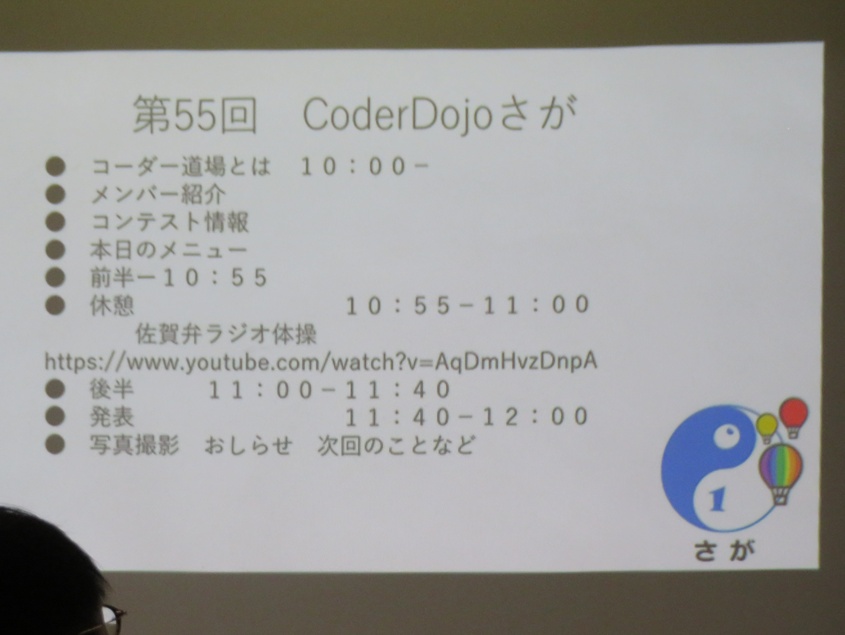 第55回　CoderDojoさが
● コーダー道場とは　１０：００－
● メンバー紹介
● コンテスト情報
● 本日のメニュー
● 前半ー１０：５５
● 休憩　　　　　　　　　１０：５５－１１：００
佐賀弁ラジオ体操
https://www.youtube.com/watch?v=AqDmHvzDnpA
● 後半　　　１１：００－１１：４０
● 発表　　　　　　　　　１１：４０－１２：００
● 写真撮影　おしらせ　次回のことなど
1
さが